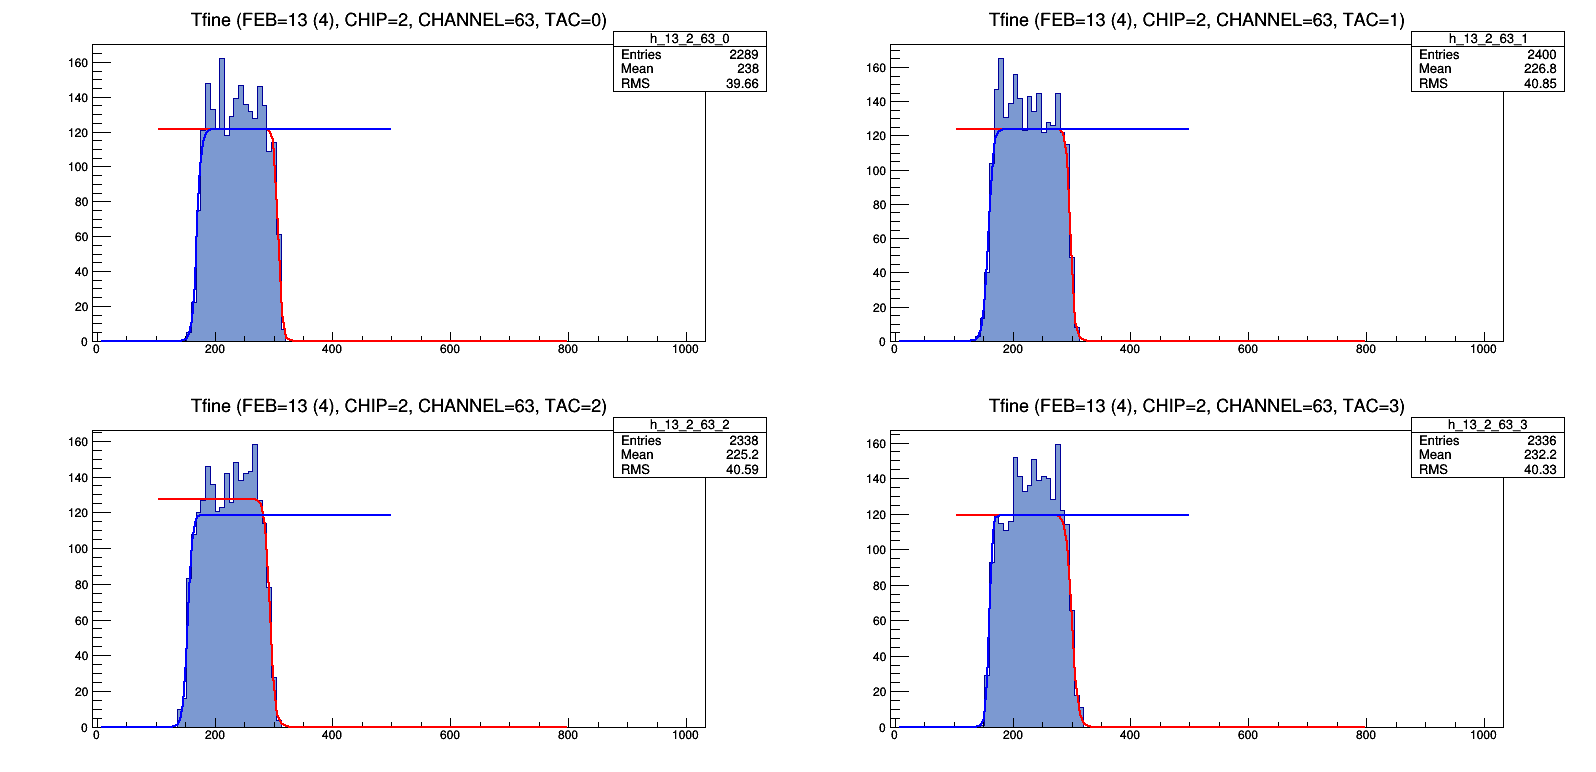 Tfine (FEB=13 (4), CHIP=2, CHANNEL=63, TAC=0)
h_13_2_63_0
Entries 2289
Mean 238
RMS 39.66
160
140
120
100
80
60
40
20
0
0 200 400 600 800 1000
Tfine (FEB=13 (4), CHIP=2, CHANNEL=63, TAC=1)
h_13_2_63_1
Entries 2400
Mean 226.8
RMS 40.85
160
140
120
100
80
60
40
20
0
0 200 400 600 800 1000
Tfine (FEB=13 (4), CHIP=2, CHANNEL=63, TAC=2)
h_13_2_63_2
Entries 2338
Mean 225.2
RMS 40.59
160
140
120
100
80
60
40
20
0
0 200 400 600 800 1000
Tfine (FEB=13 (4), CHIP=2, CHANNEL=63, TAC=3)
h_13_2_63_3
Entries 2336
Mean 232.2
RMS 40.33
160
140
120
100
80
60
40
20
0
0 200 400 600 800 1000